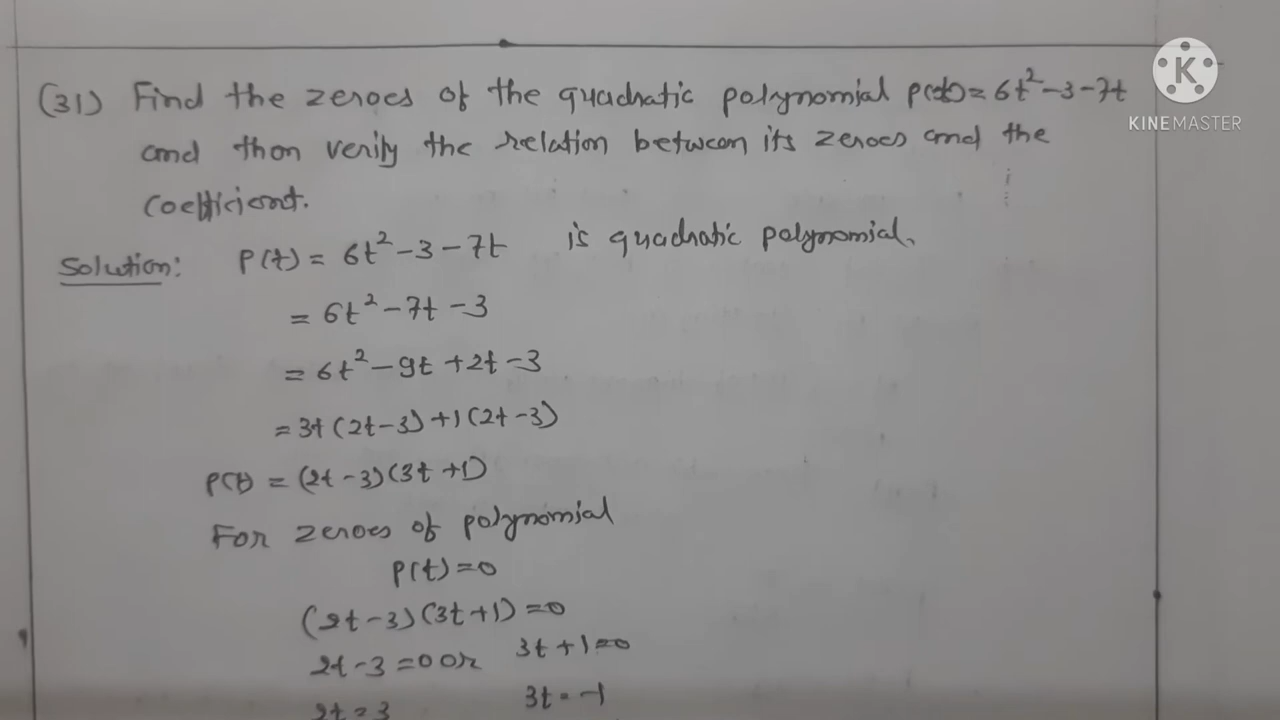 (31) Find the zeroes of the quadratic polynomial p(t) = 6t² - 3 - 7t
and then verify the relation between its zeroes and the
coefficient.
Solution: P(t) = 6t² - 3 - 7t is quadratic polynomial.
= 6t² - 7t - 3
= 6t² - 9t + 2t - 3
= 3t (2t - 3) + 1 (2t - 3)
P(t) = (2t - 3) (3t + 1)
For zeroes of polynomial
P(t) = 0
(2t - 3) (3t + 1) = 0
2t - 3 = 0 or 3t + 1 = 0
2t = 3 3t = -1
K
KINEMASTER